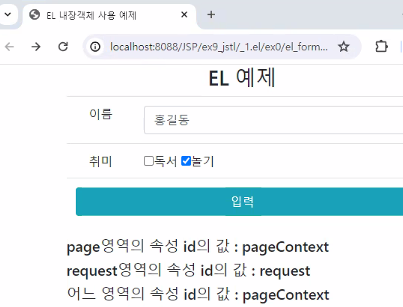 EL 내장객체 사용 예제
localhost:8088/JSP/ex9_jstl/_1.el/ex0/el_form...
EL 예제
이름
홍길동
취미
독서 놀기
입력
page영역의 속성 id의 값 : pageContext
request영역의 속성 id의 값 : request
어느 영역의 속성 id의 값 : pageContext